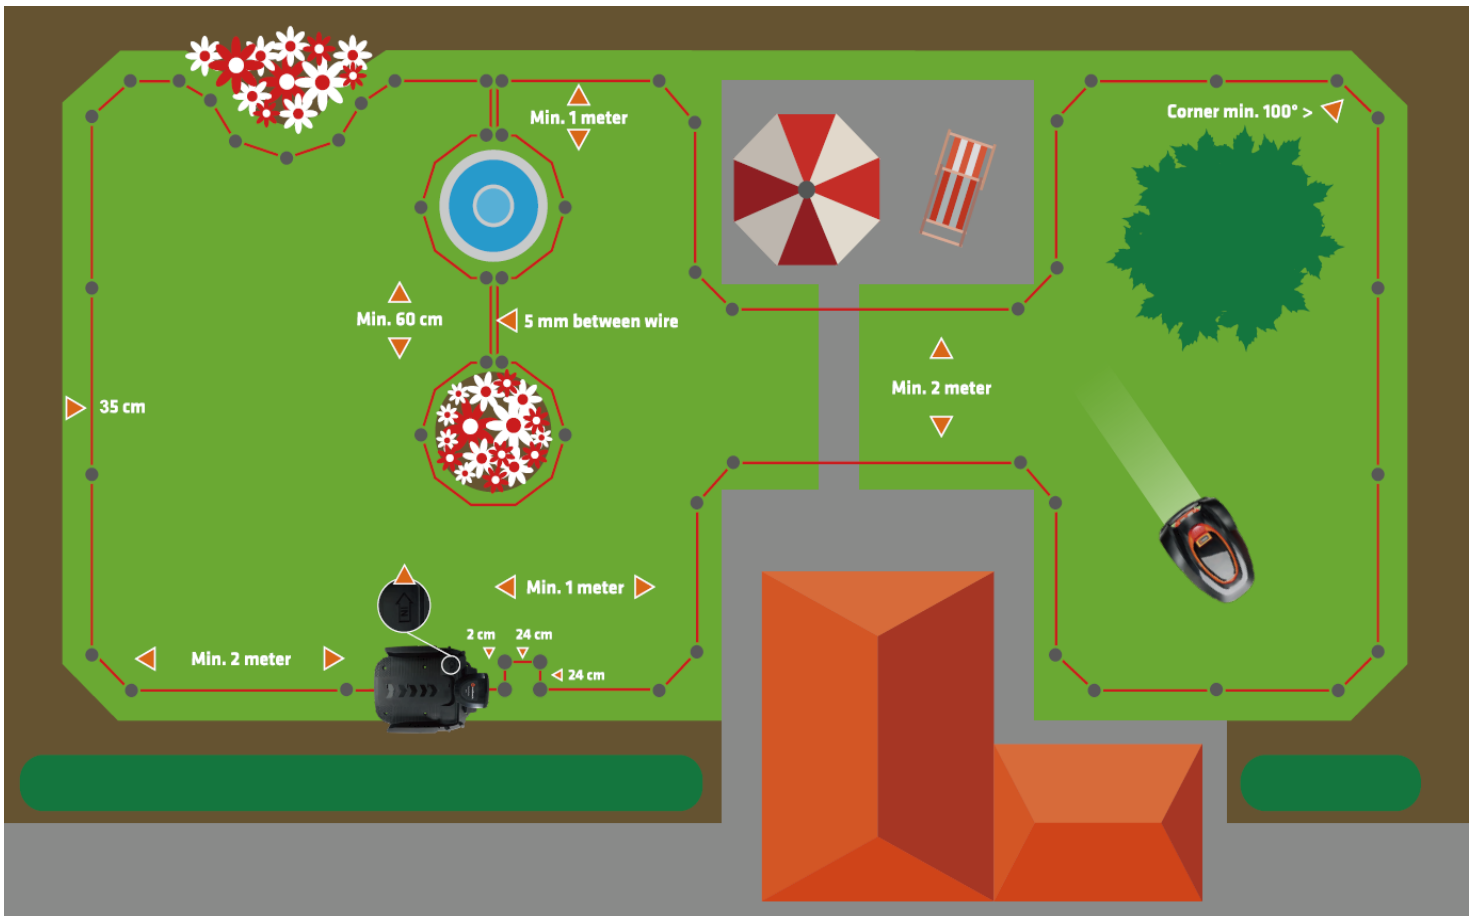 Min. 1 meter
Corner min. 100° >
Min. 60 cm
5 mm between wire
Min. 2 meter
35 cm
Min. 1 meter
2 cm
24 cm
Min. 2 meter
24 cm
IN